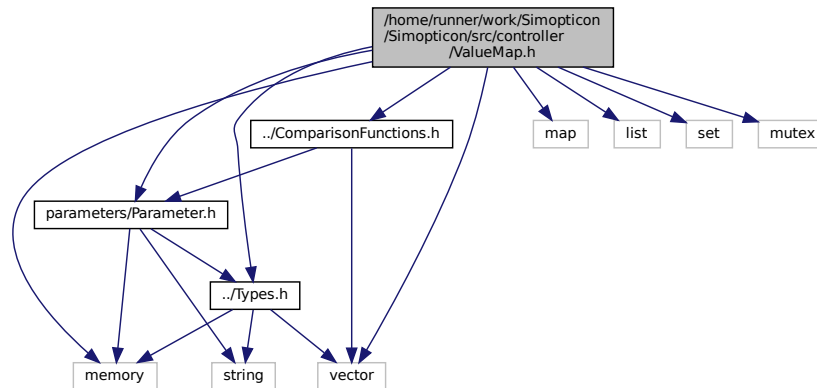 /home/runner/work/Simopticon
/Simopticon/src/controller
/ValueMap.h
../ComparisonFunctions.h
map
list
set
mutex
parameters/Parameter.h
../Types.h
memory
string
vector